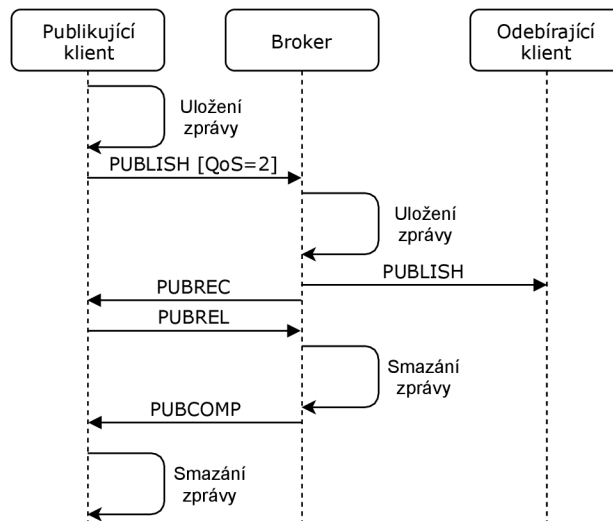 Publikující
klient
Broker
Odebírající
klient
Uložení
zprávy
PUBLISH [QoS=2]
Uložení
zprávy
PUBLISH
PUBREC
PUBREL
Smazání
zprávy
PUBCOMP
Smazání
zprávy